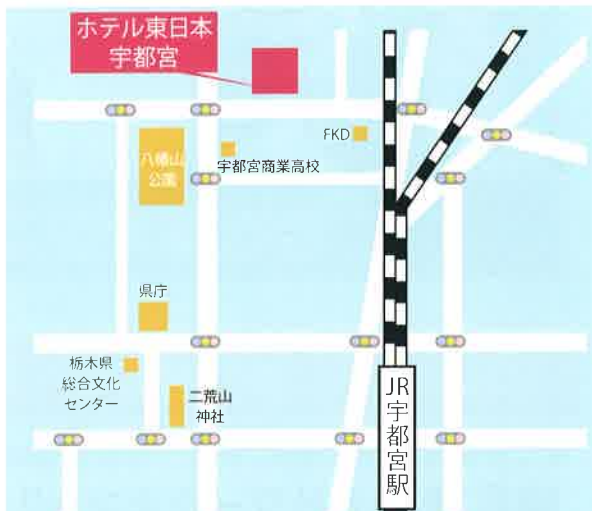 ホテル東日本
宇都宮
FKD
八幡山
公園
宇都宮商業高校
県庁
栃木県
総合文化
センター
二荒山
神社
JR宇都宮駅